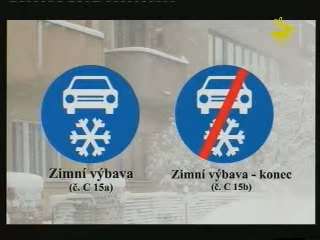 Zimní výbava
(č. C 15a)
Zimní výbava - konec
(č. C 15b)